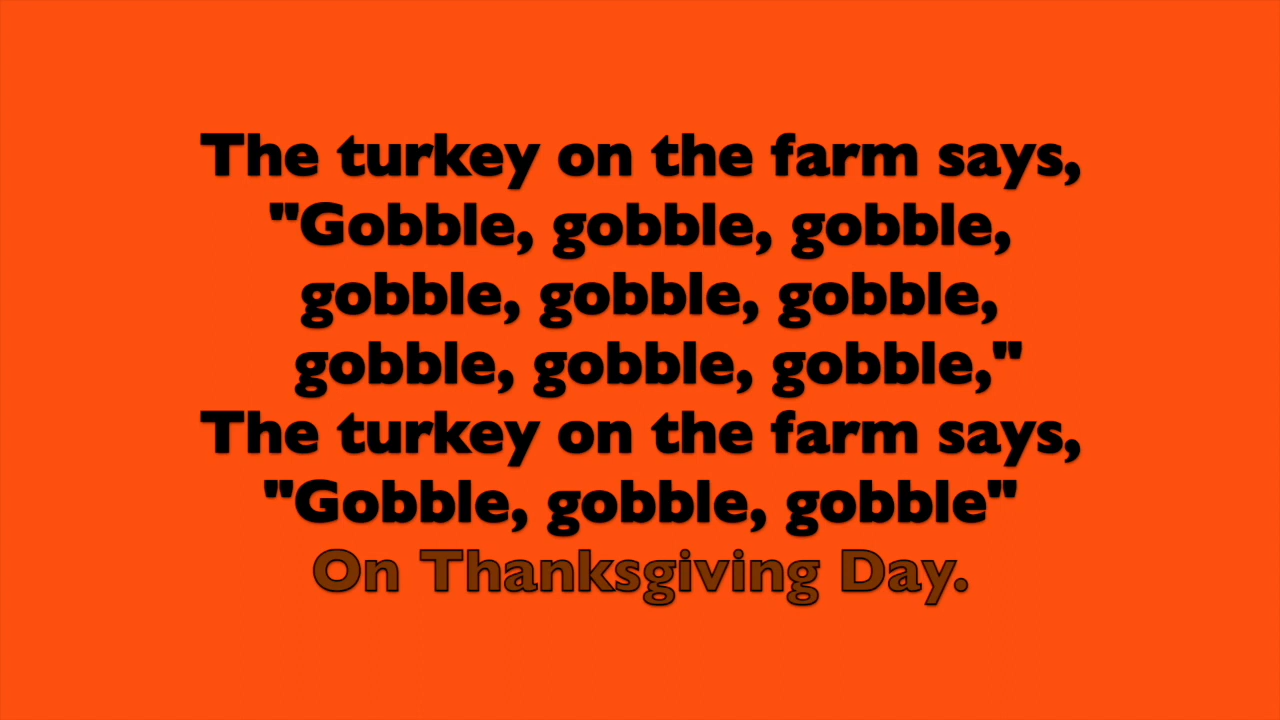 The turkey on the farm says,
"Gobble, gobble, gobble,
gobble, gobble, gobble,
gobble, gobble, gobble,"
The turkey on the farm says,
"Gobble, gobble, gobble"
On Thanksgiving Day.